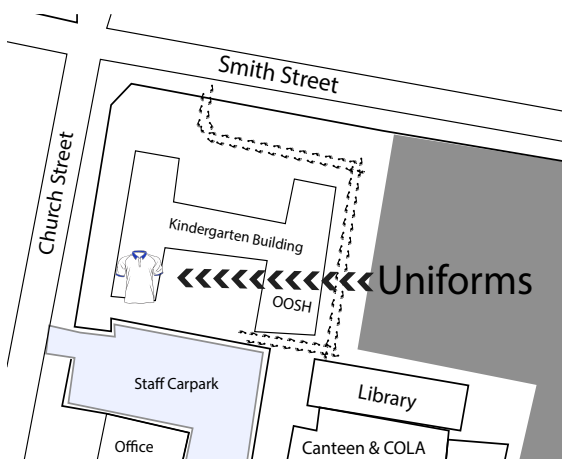 Smith Street
Church Street
Kindergarten Building
Uniforms
OOSH
Staff Carpark
Library
Office
Canteen & COLA